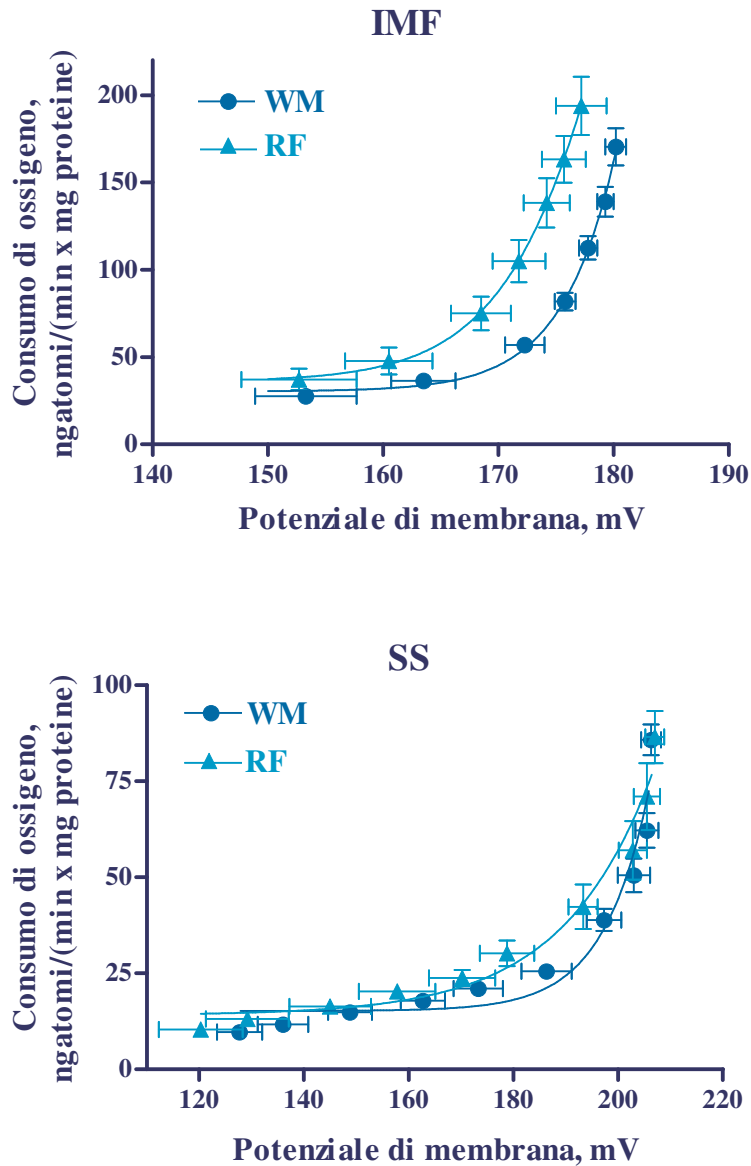 IMF
Consumo di ossigeno,
ngatomi/(min x mg proteine)
WM
RF
200
150
100
50
0
140
150
160
170
180
190
Potenziale di membrana, mV
SS
Consumo di ossigeno,
ngatomi/(min x mg proteine)
WM
RF
100
75
50
25
0
120
140
160
180
200
220
Potenziale di membrana, mV